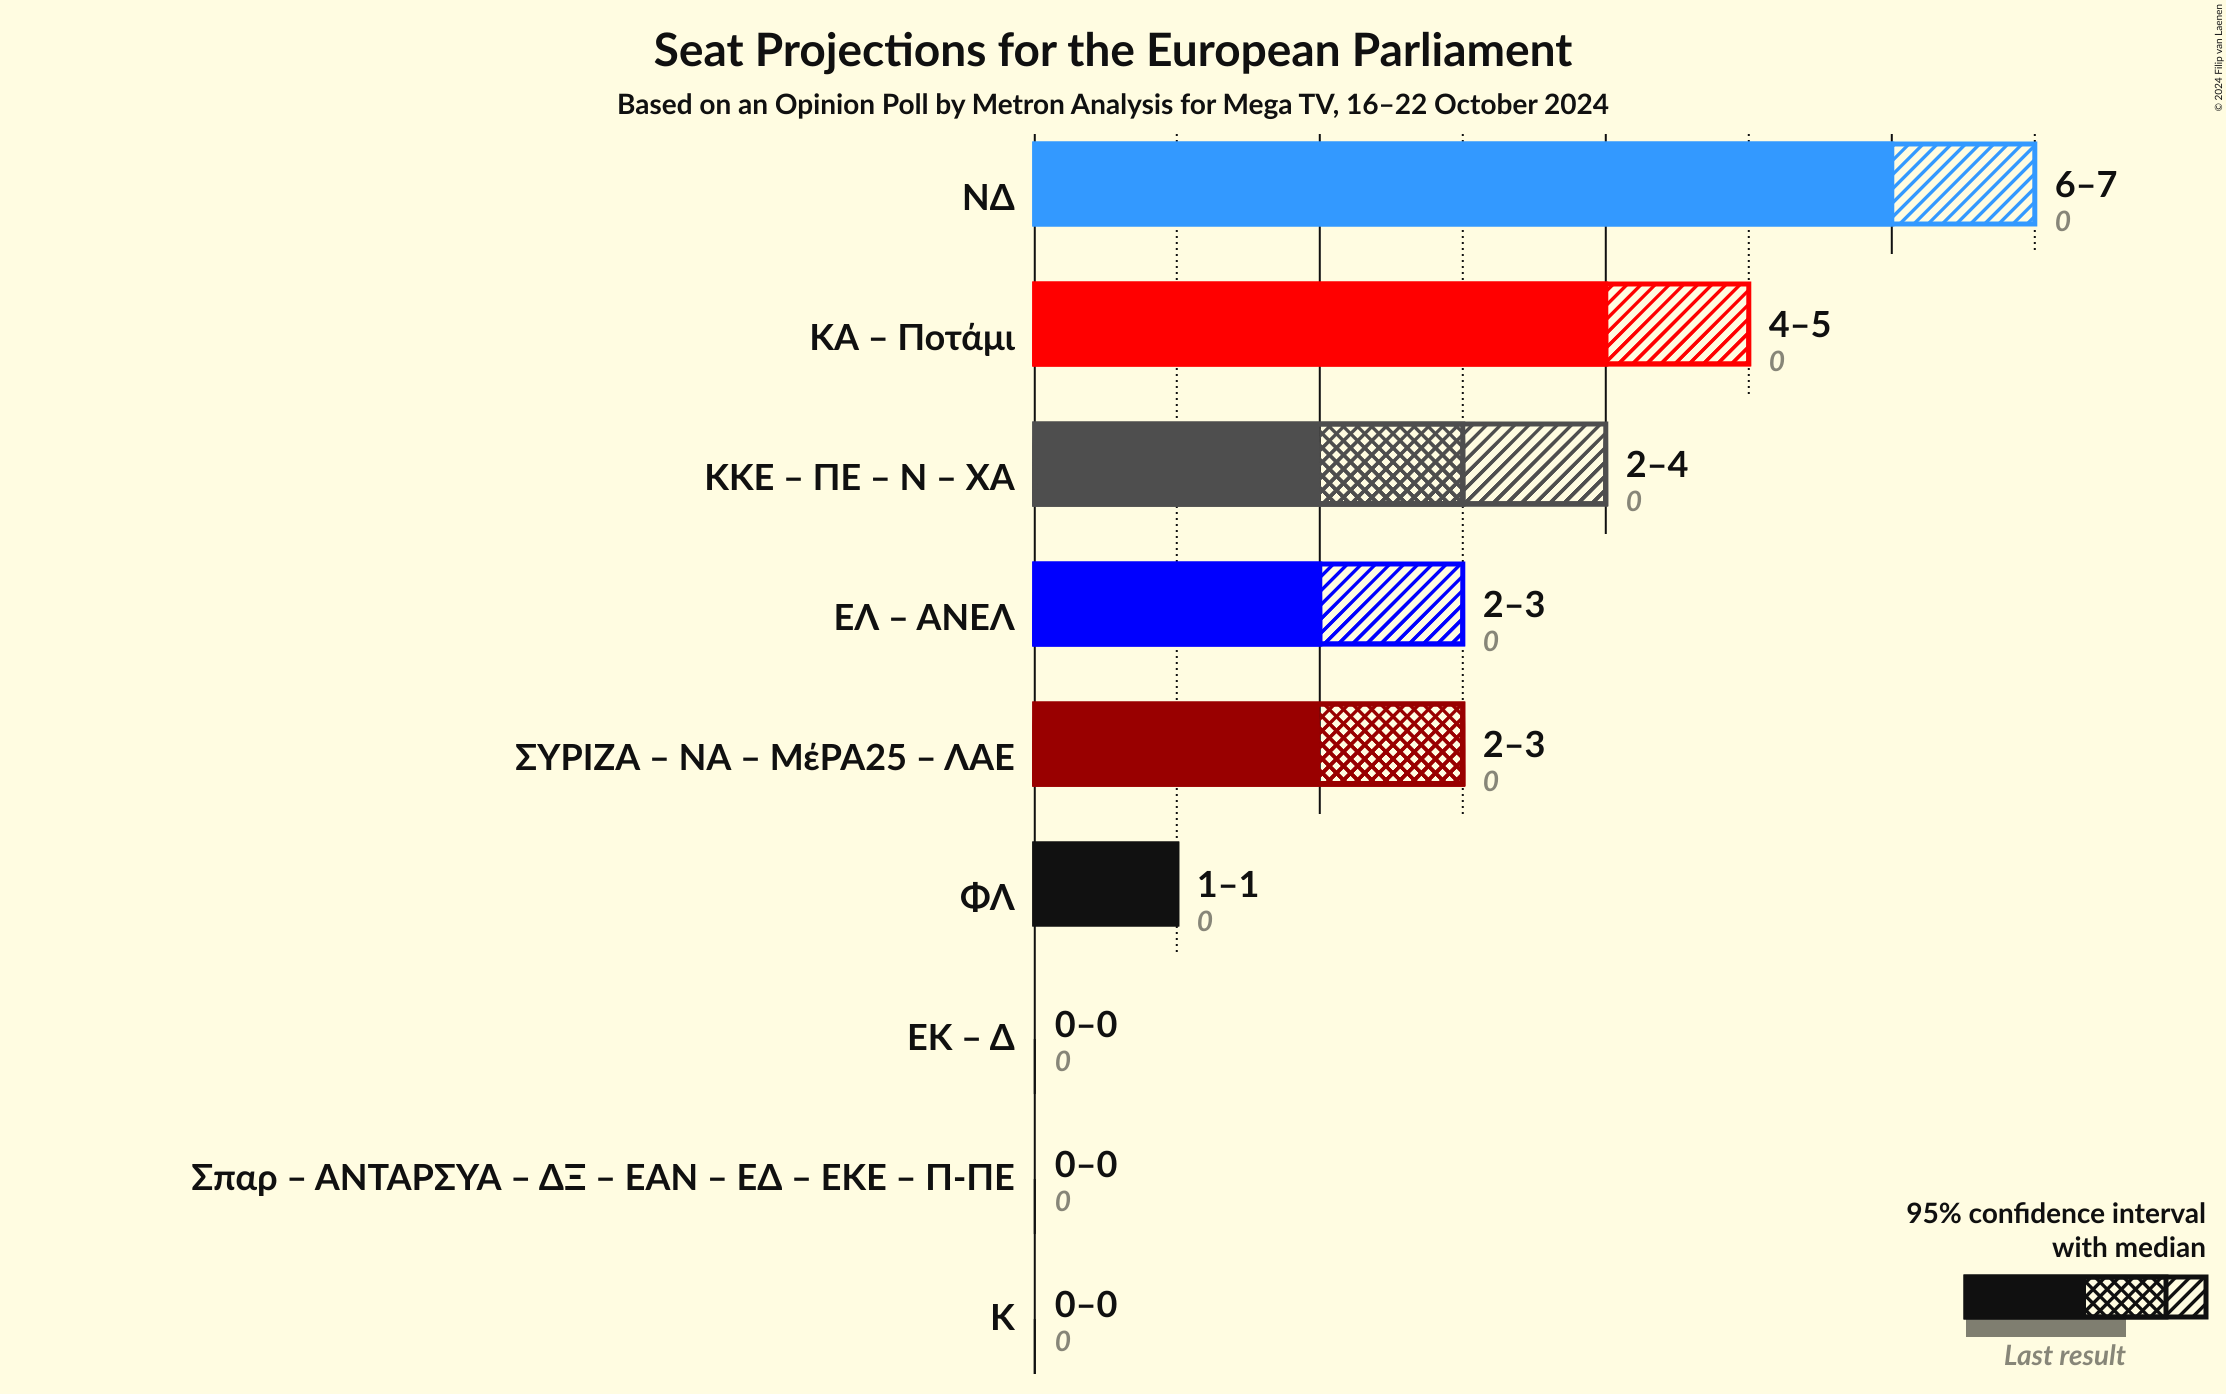 Seat Projections for the European Parliament
Based on an Opinion Poll by Metron Analysis for Mega TV, 16–22 October 2024
© 2024 Filip van Laenen
ΝΔ
6–7
0
ΚΑ – Ποτάμι
4–5
0
ΚΚΕ – ΠΕ – Ν – ΧΑ
2–4
0
ΕΛ – ΑΝΕΛ
2–3
0
ΣΥΡΙΖΑ – ΝΑ – ΜέΡΑ25 – ΛΑΕ
2–3
0
ΦΛ
1–1
0
ΕΚ – Δ
0–0
0
Σπαρ – ΑΝΤΑΡΣΥΑ – ΔΞ – ΕΑΝ – ΕΔ – ΕΚΕ – Π-ΠΕ
0–0
0
Κ
0–0
0
95% confidence interval
with median
Last result